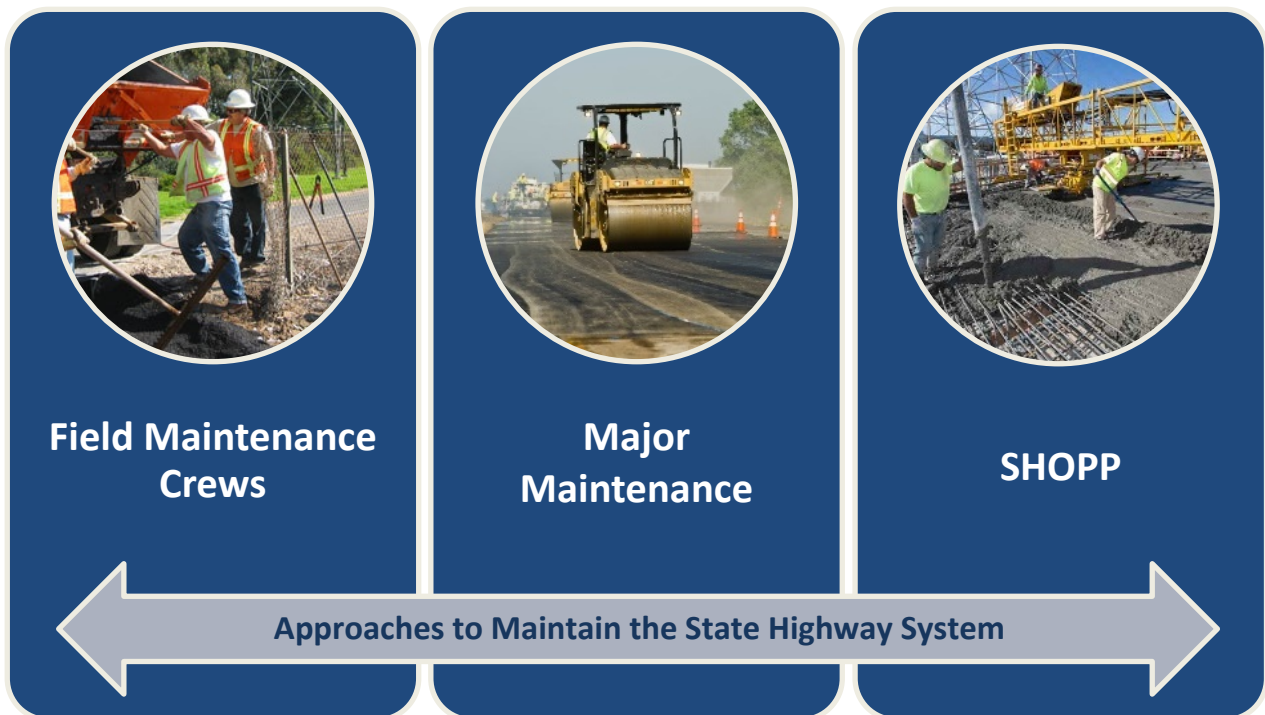 Field Maintenance
Crews
Major
Maintenance
SHOPP
Approaches to Maintain the State Highway System